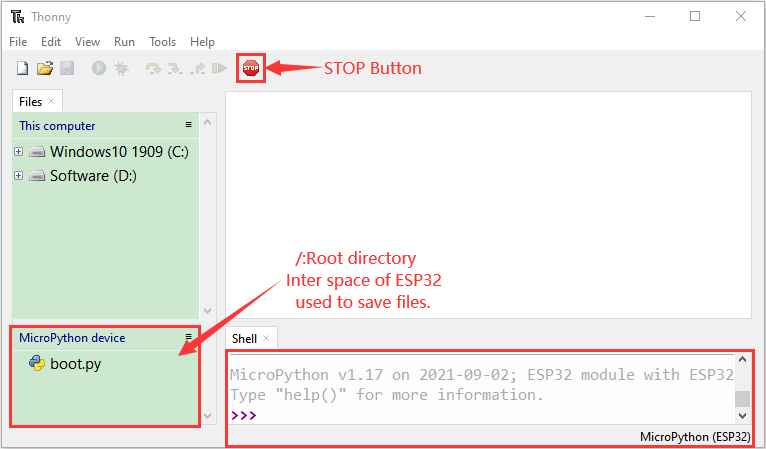 Thonny
File Edit View Run Tools Help
STOP
STOP Button
Files
This computer
Windows10 1909 (C:)
Software (D:)
/:Root directory
Inter space of ESP32
used to save files.
MicroPython device
boot.py
Shell
MicroPython v1.17 on 2021-09-02; ESP32 module with ESP32
Type "help()" for more information.
>>>
MicroPython (ESP32)